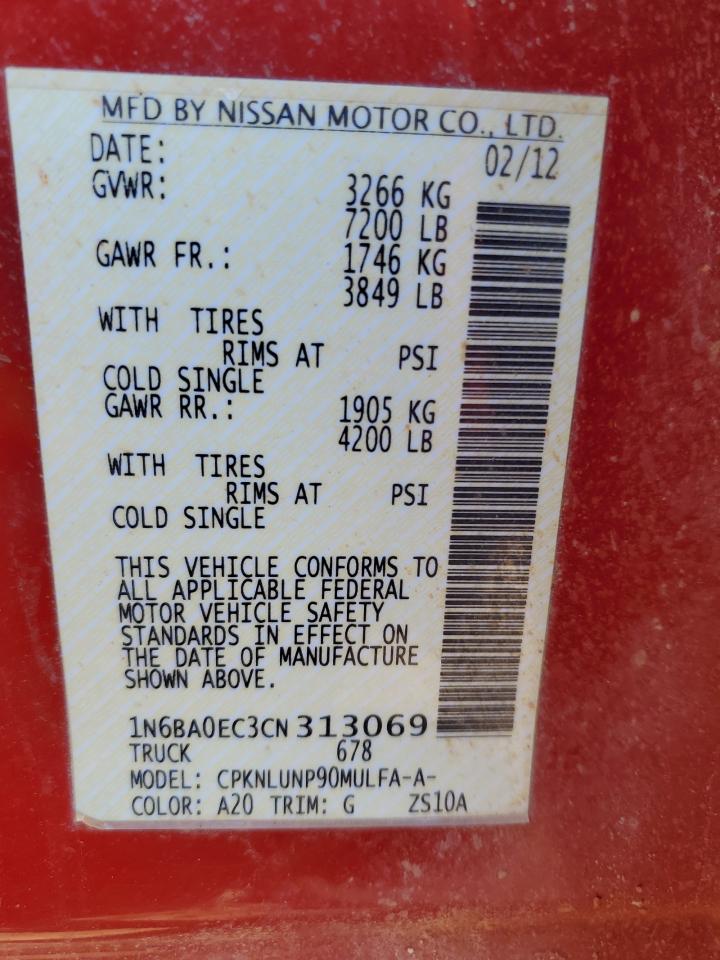 MFD BY NISSAN MOTOR CO., LTD.
DATE: 02/12
GVWR: 3266 KG
7200 LB
GAWR FR.: 1746 KG
3849 LB
WITH TIRES
RIMS AT PSI
COLD SINGLE
GAWR RR.: 1905 KG
4200 LB
WITH TIRES
RIMS AT PSI
COLD SINGLE
THIS VEHICLE CONFORMS TO
ALL APPLICABLE FEDERAL
MOTOR VEHICLE SAFETY
STANDARDS IN EFFECT ON
THE DATE OF MANUFACTURE
SHOWN ABOVE.
1N6BA0EC3CN313069
TRUCK 678
MODEL: CPKNLUNP90MULFA-A-
COLOR: A20 TRIM: G ZS10A